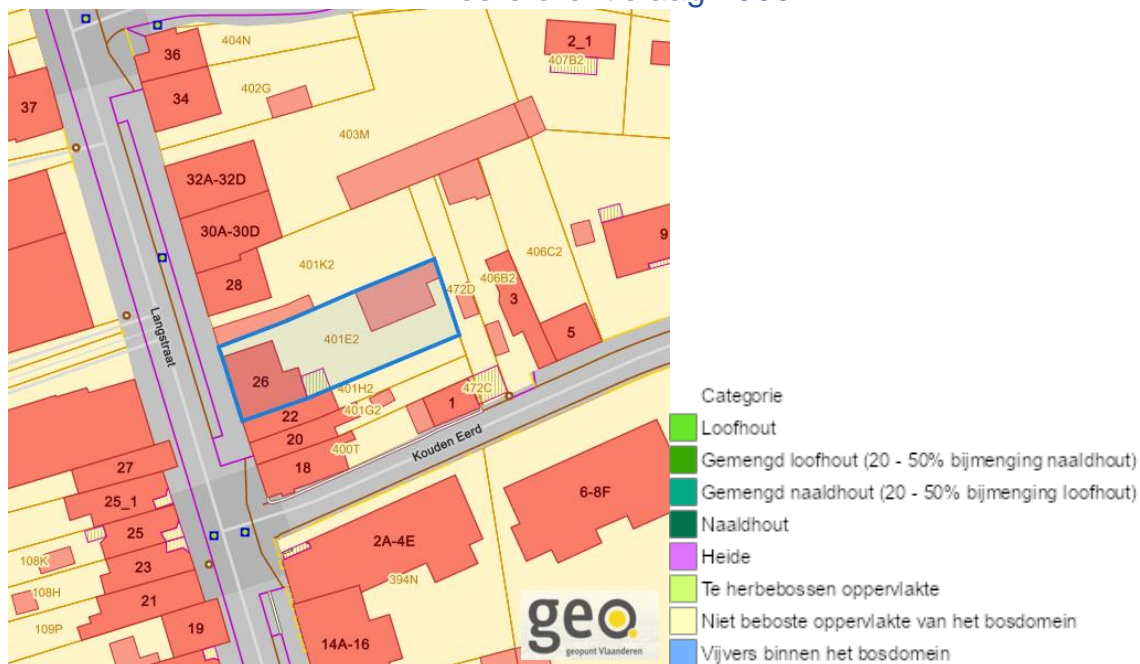 36
404N
2_1
407B2
34
402G
37
403M
32A-32D
30A-30D
406C2
9
401K2
28
472D
406B2
3
5
Langstraat
401E2
26
401H2
472C
22
401G2
1
20
400T
Kouden Eerd
18
27
6-8F
25_1
25
2A-4E
108K
23
394N
108H
21
109P
19
14A-16
geo
geopunt Vlaanderen
Categorie
Loofhout
Gemengd loofhout (20 - 50% bijmenging naaldhout)
Gemengd naaldhout (20 - 50% bijmenging loofhout)
Naaldhout
Heide
Te herbebossen oppervlakte
Niet beboste oppervlakte van het bosdomein
Vijvers binnen het bosdomein